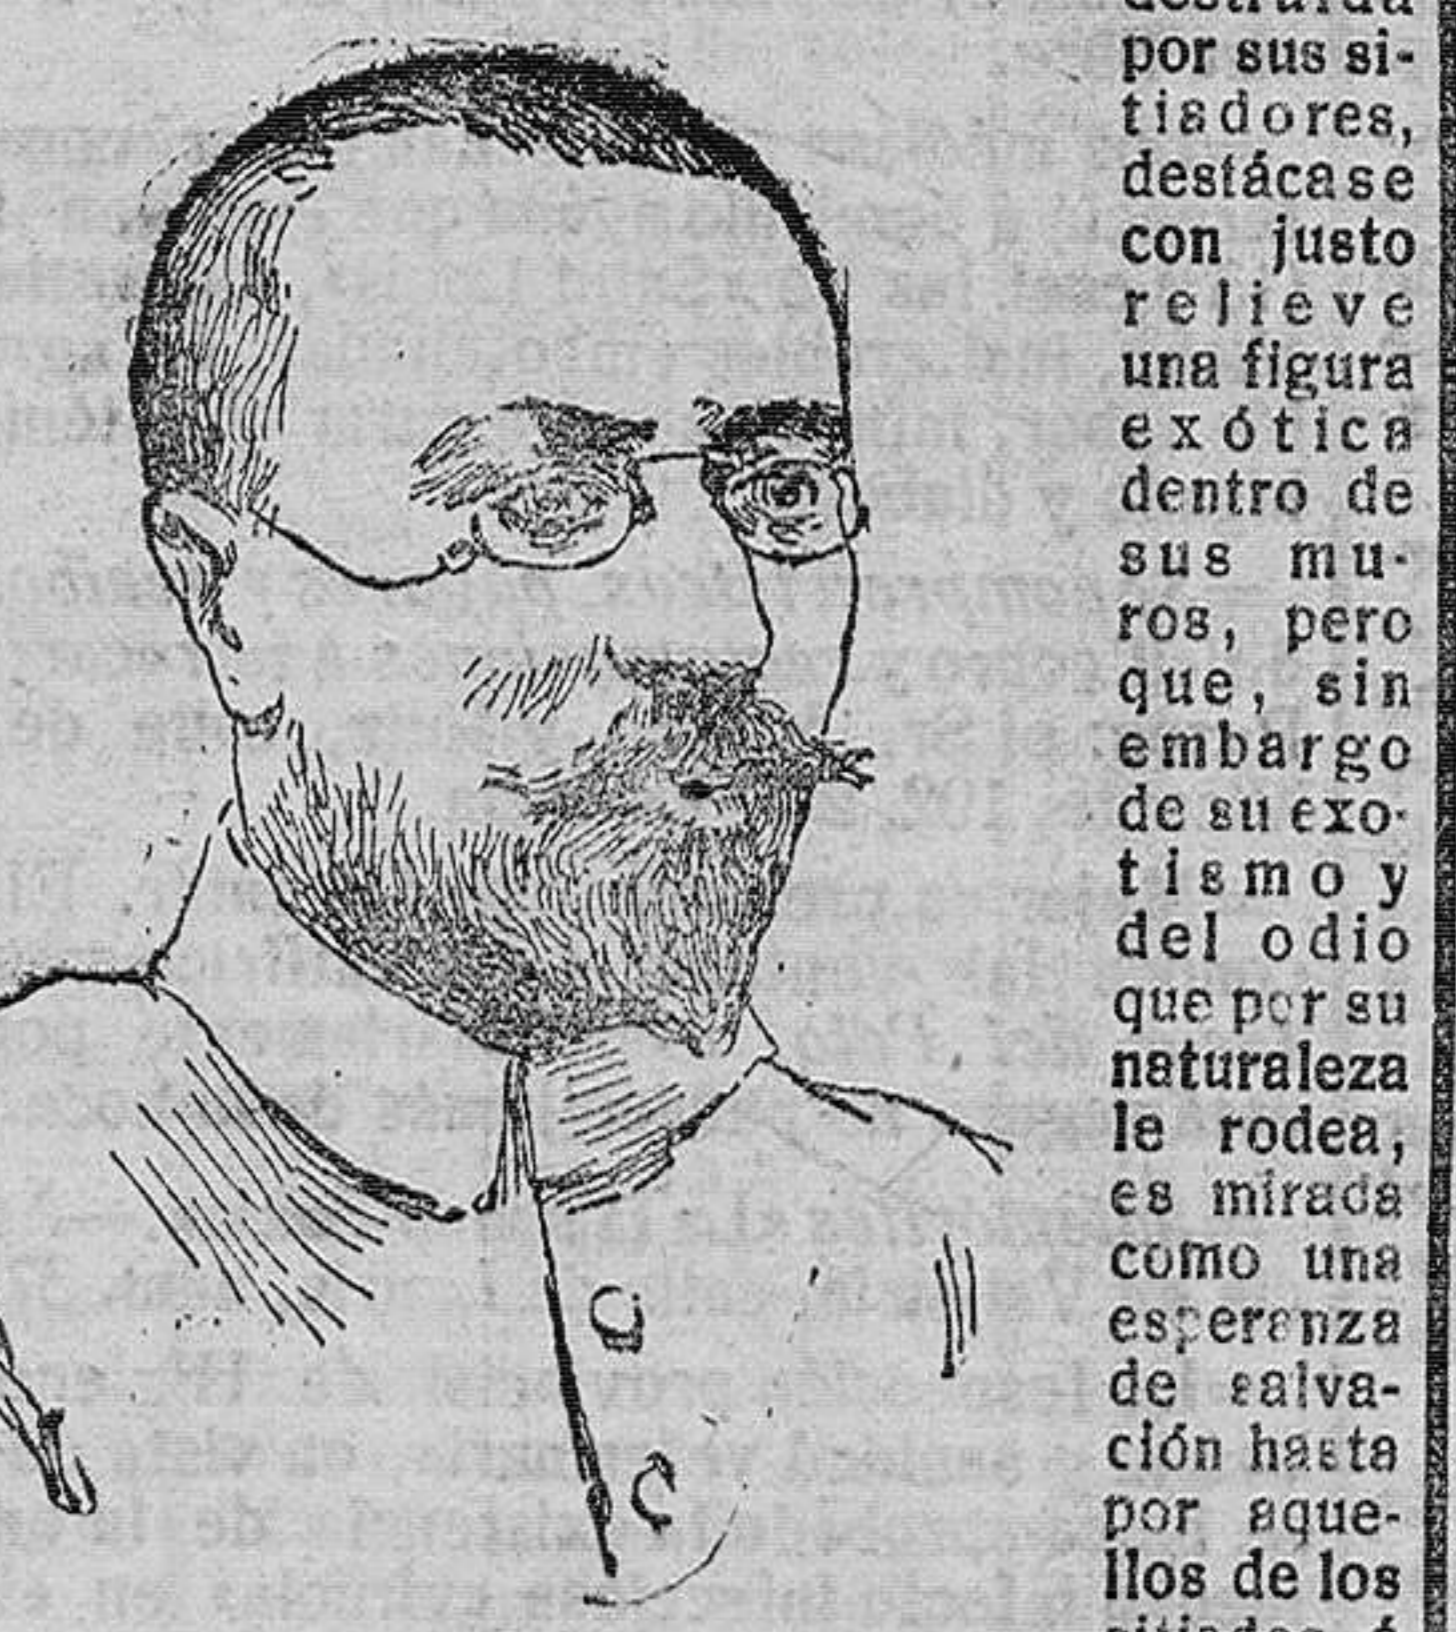 destruída
por sus si-
tiadores,
destácase
con justo
relieve
una figura
exótica
dentro de
sus mu-
ros, pero
que, sin
embargo
de su exo-
tismo y
del odio
que por su
naturaleza
le rodea,
es mirada
como una
esperanza
de salva-
ción hasta
por aque-
llos de los
sitiados á